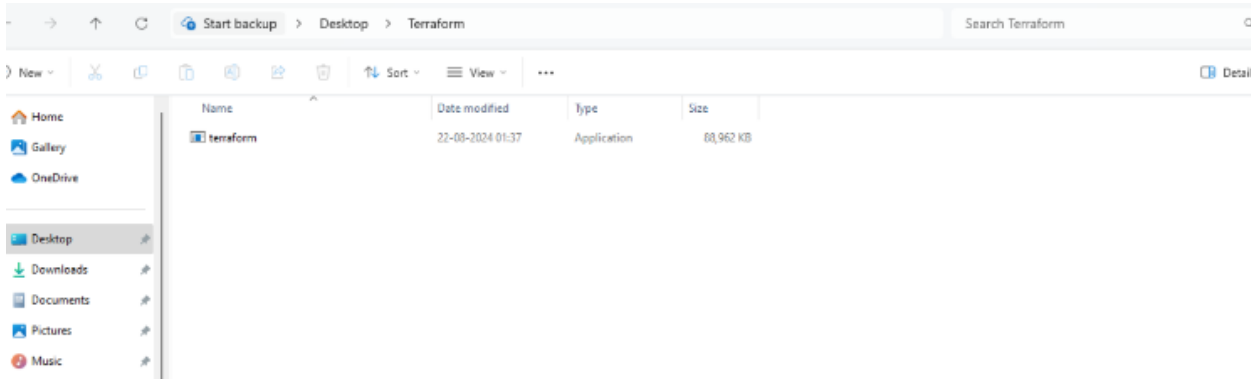 Start backup > Desktop > Terraform Search Terraform
New Sort View ... Detail
Name Date modified Type Size
terraform 22-08-2024 01:37 Application 88,962 KB
Home
Gallery
OneDrive
Desktop
Downloads
Documents
Pictures
Music